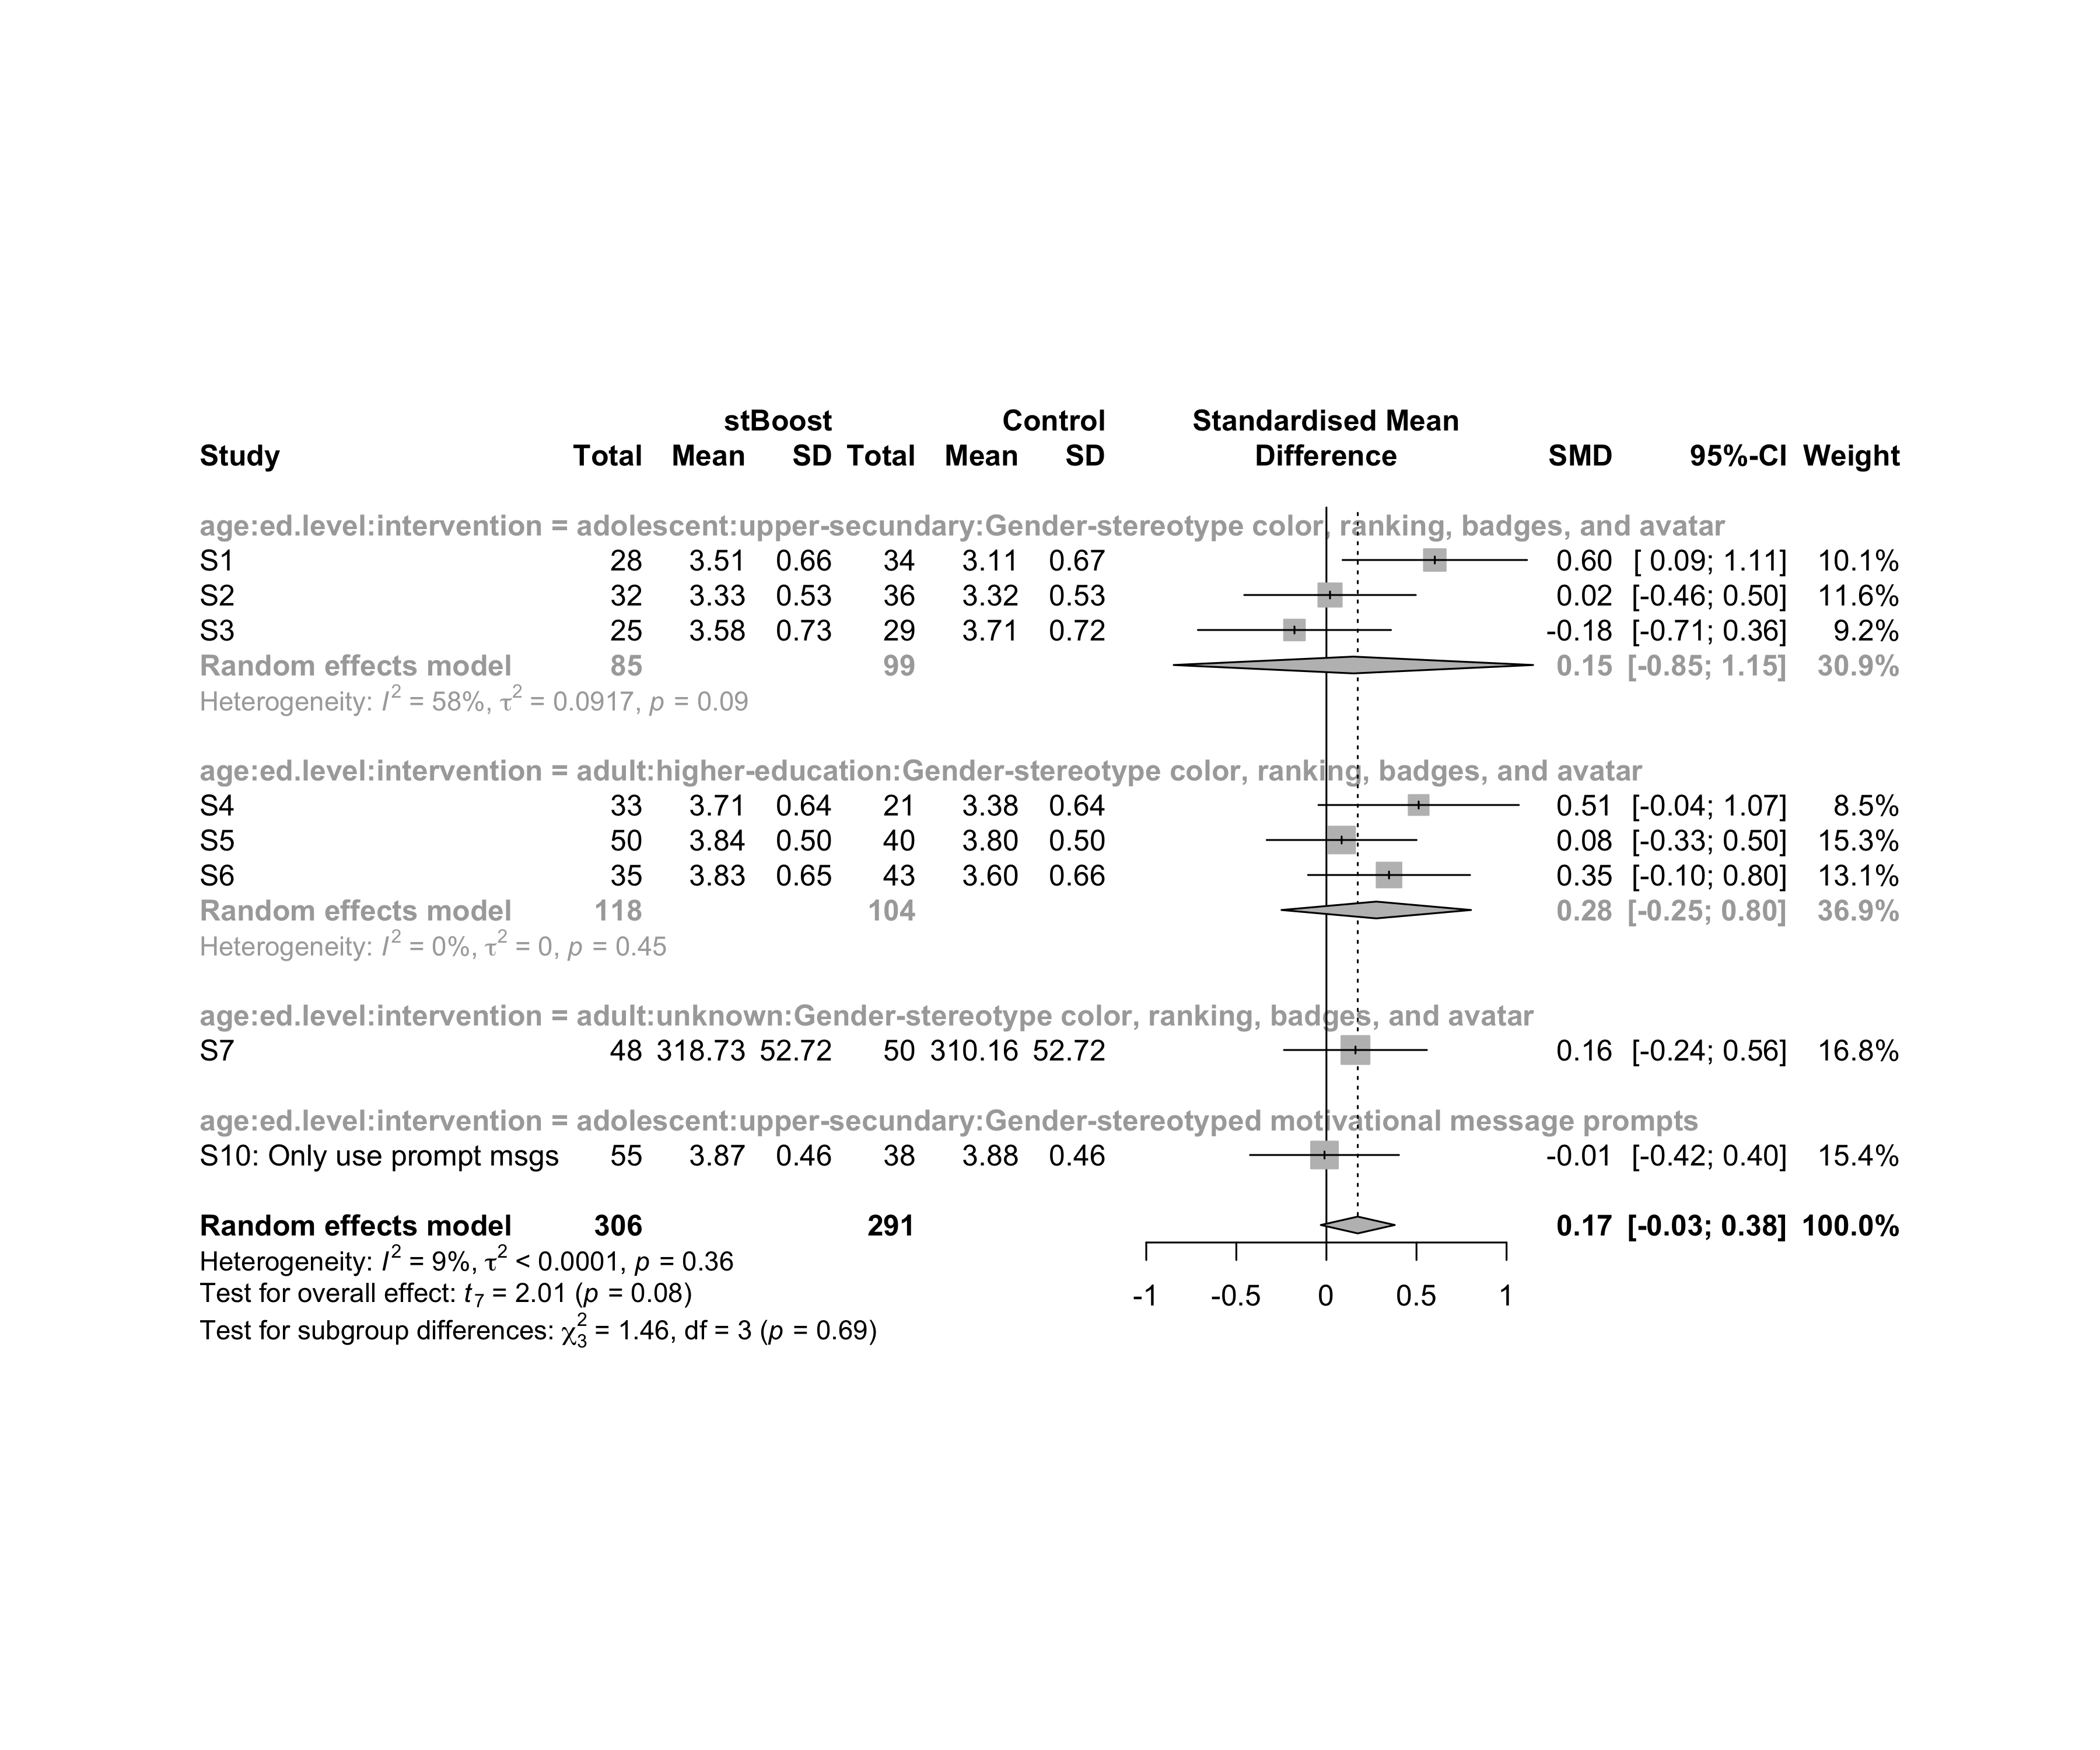 stBoost Control Standardised Mean
Study Total Mean SD Total Mean SD Difference SMD 95%-CI Weight
age:ed.level:intervention = adolescent:upper-secundary:Gender-stereotype color, ranking, badges, and avatar
S1 28 3.51 0.66 34 3.11 0.67 0.60 [ 0.09; 1.11] 10.1%
S2 32 3.33 0.53 36 3.32 0.53 0.02 [-0.46; 0.50] 11.6%
S3 25 3.58 0.73 29 3.71 0.72 -0.18 [-0.71; 0.36] 9.2%
Random effects model 85 99 0.15 [-0.85; 1.15] 30.9%
Heterogeneity: I² = 58%, τ² = 0.0917, p = 0.09
age:ed.level:intervention = adult:higher-education:Gender-stereotype color, ranking, badges, and avatar
S4 33 3.71 0.64 21 3.38 0.64 0.51 [-0.04; 1.07] 8.5%
S5 50 3.84 0.50 40 3.80 0.50 0.08 [-0.33; 0.50] 15.3%
S6 35 3.83 0.65 43 3.60 0.66 0.35 [-0.10; 0.80] 13.1%
Random effects model 118 104 0.28 [-0.25; 0.80] 36.9%
Heterogeneity: I² = 0%, τ² = 0, p = 0.45
age:ed.level:intervention = adult:unknown:Gender-stereotype color, ranking, badges, and avatar
S7 48 318.73 52.72 50 310.16 52.72 0.16 [-0.24; 0.56] 16.8%
age:ed.level:intervention = adolescent:upper-secundary:Gender-stereotyped motivational message prompts
S10: Only use prompt msgs 55 3.87 0.46 38 3.88 0.46 -0.01 [-0.42; 0.40] 15.4%
Random effects model 306 291 0.17 [-0.03; 0.38] 100.0%
Heterogeneity: I² = 9%, τ² < 0.0001, p = 0.36
Test for overall effect: t₇ = 2.01 (p = 0.08)
-1 -0.5 0 0.5 1
Test for subgroup differences: χ₃² = 1.46, df = 3 (p = 0.69)